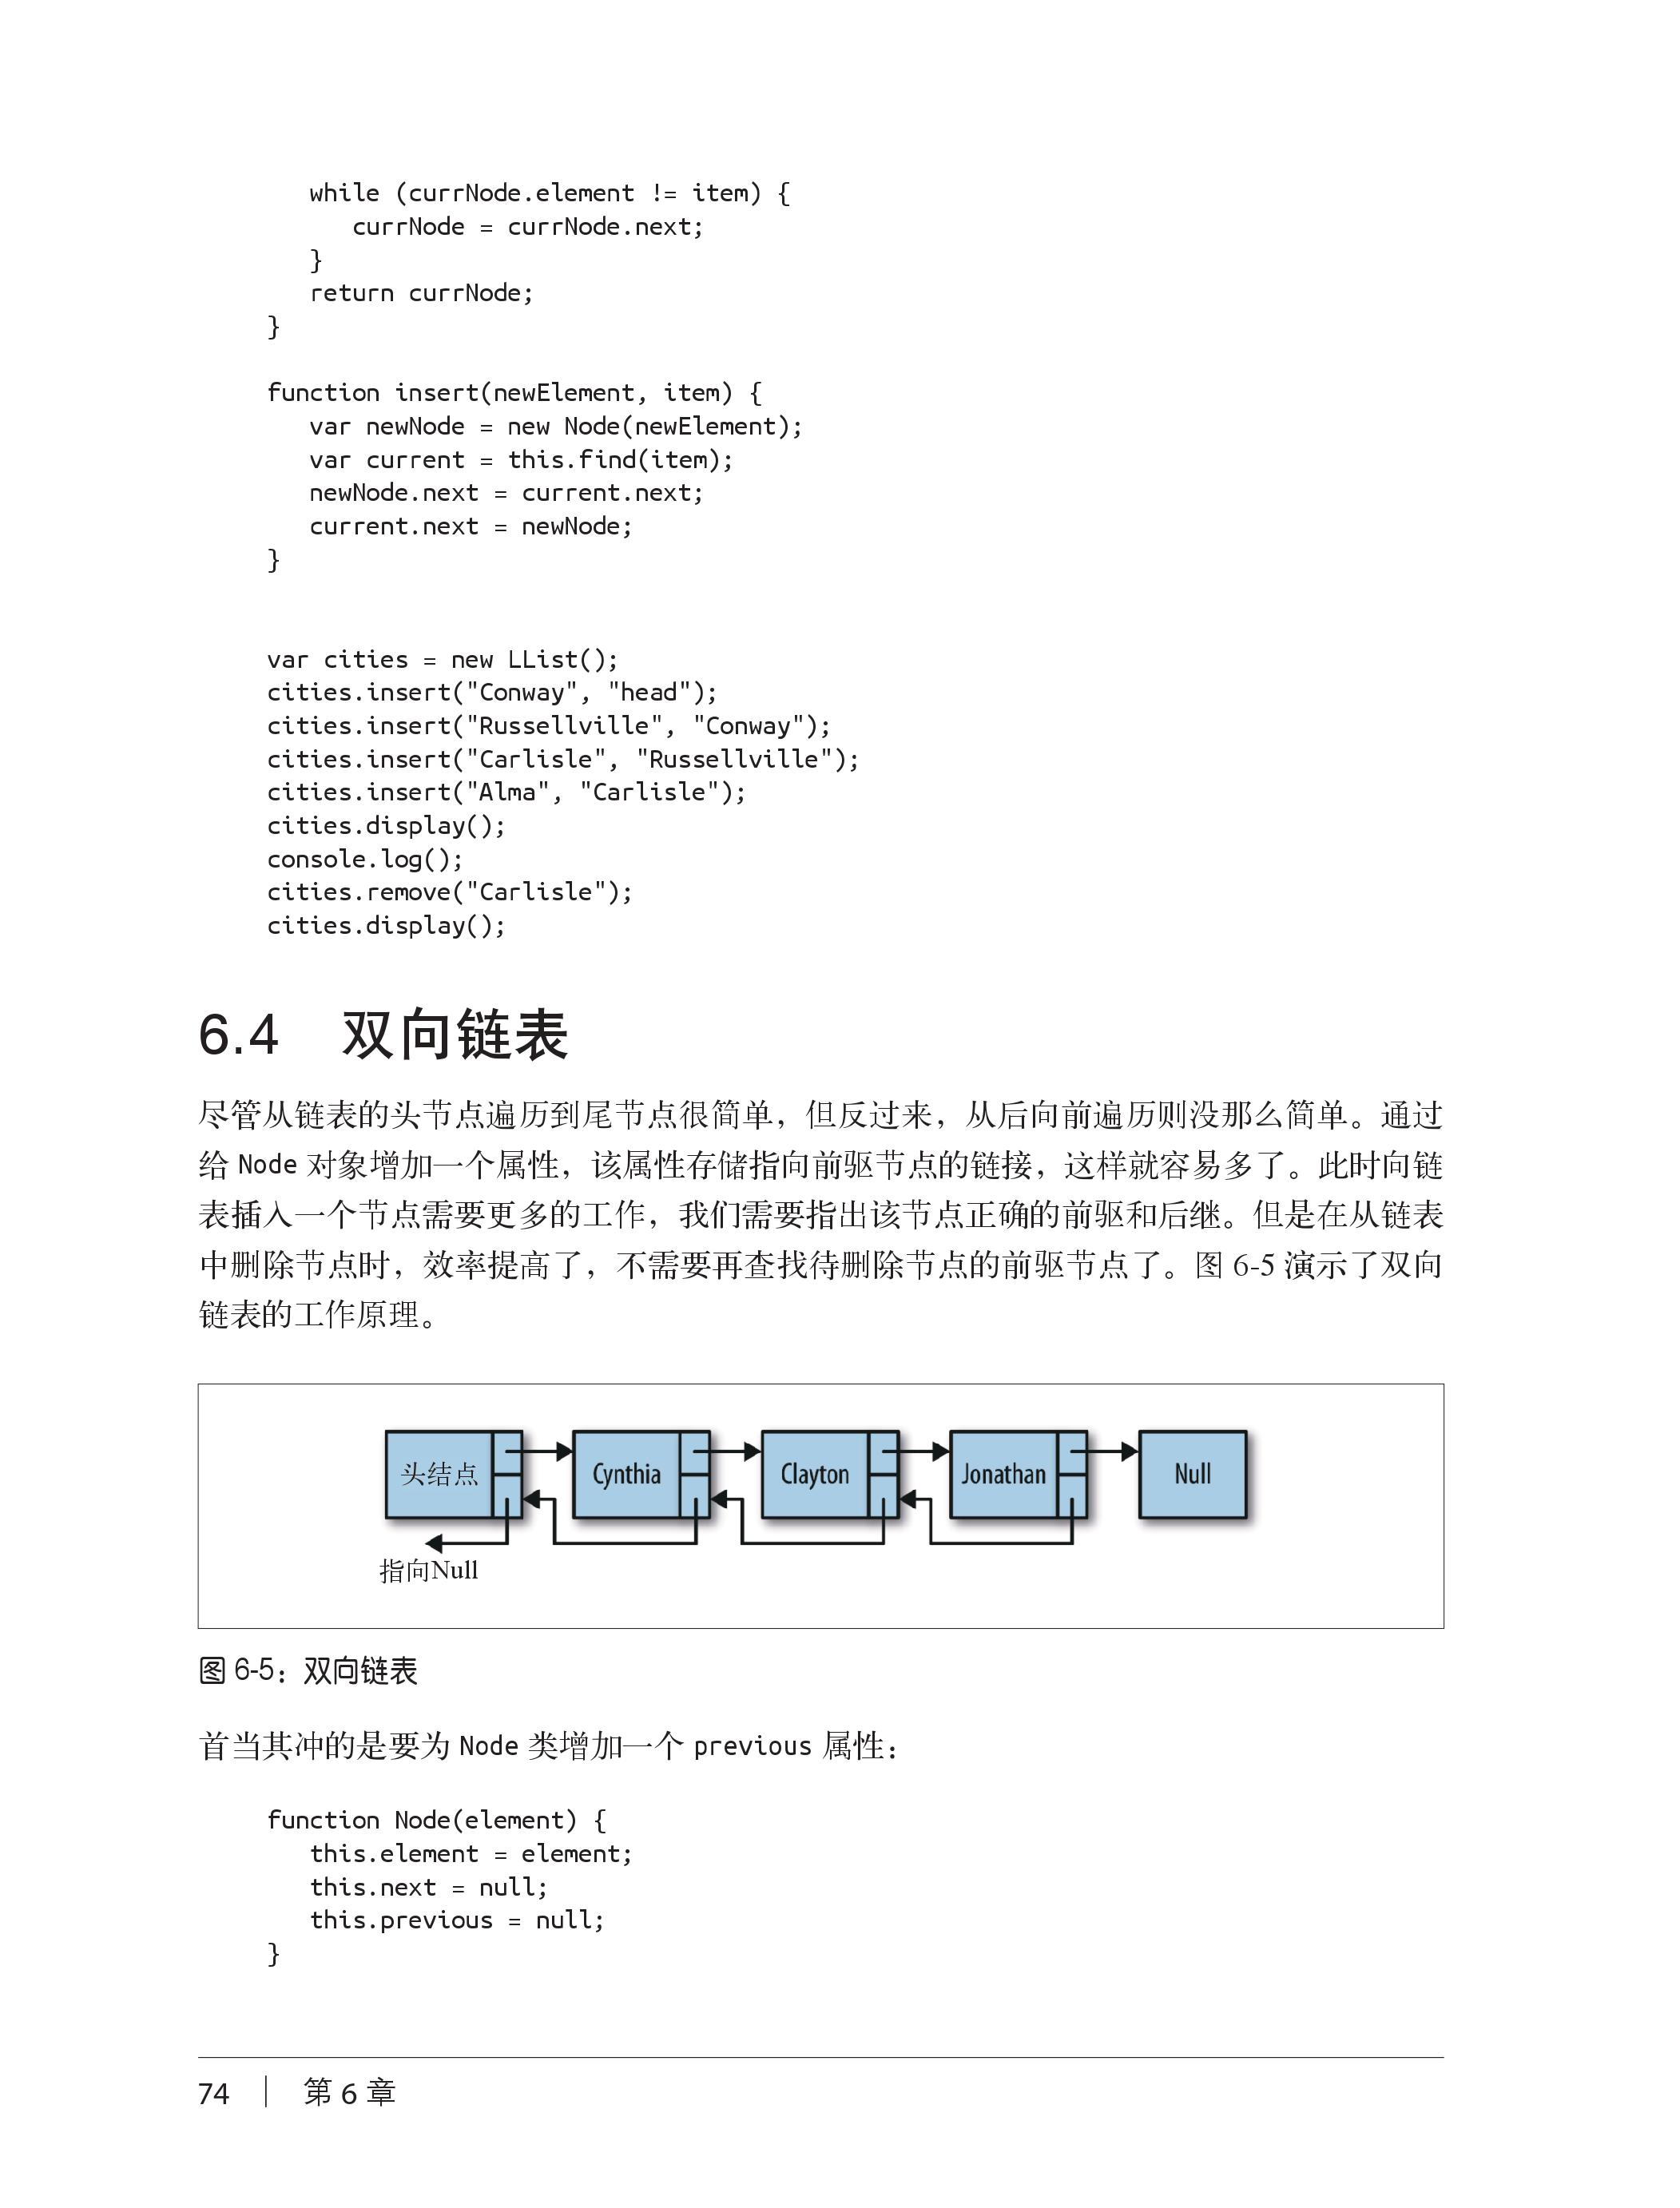 while (currNode.element != item) {
currNode = currNode.next;
}
return currNode;
}
function insert(newElement, item) {
var newNode = new Node(newElement);
var current = this.find(item);
newNode.next = current.next;
current.next = newNode;
}
var cities = new LList();
cities.insert("Conway", "head");
cities.insert("Russellville", "Conway");
cities.insert("Carlisle", "Russellville");
cities.insert("Alma", "Carlisle");
cities.display();
console.log();
cities.remove("Carlisle");
cities.display();
6.4 双向链表
尽管从链表的头节点遍历到尾节点很简单，但反过来，从后向前遍历则没那么简单。通过
给 Node 对象增加一个属性，该属性存储指向前驱节点的链接，这样就容易多了。此时向链
表插入一个节点需要更多的工作，我们需要指出该节点正确的前驱和后继。但是在从链表
中删除节点时，效率提高了，不需要再查找待删除节点的前驱节点了。图 6-5 演示了双向
链表的工作原理。
头结点 Cynthia Clayton Jonathan Null
指向Null
图 6-5：双向链表
首当其冲的是要为 Node 类增加一个 previous 属性：
function Node(element) {
this.element = element;
this.next = null;
this.previous = null;
}
74 | 第 6 章